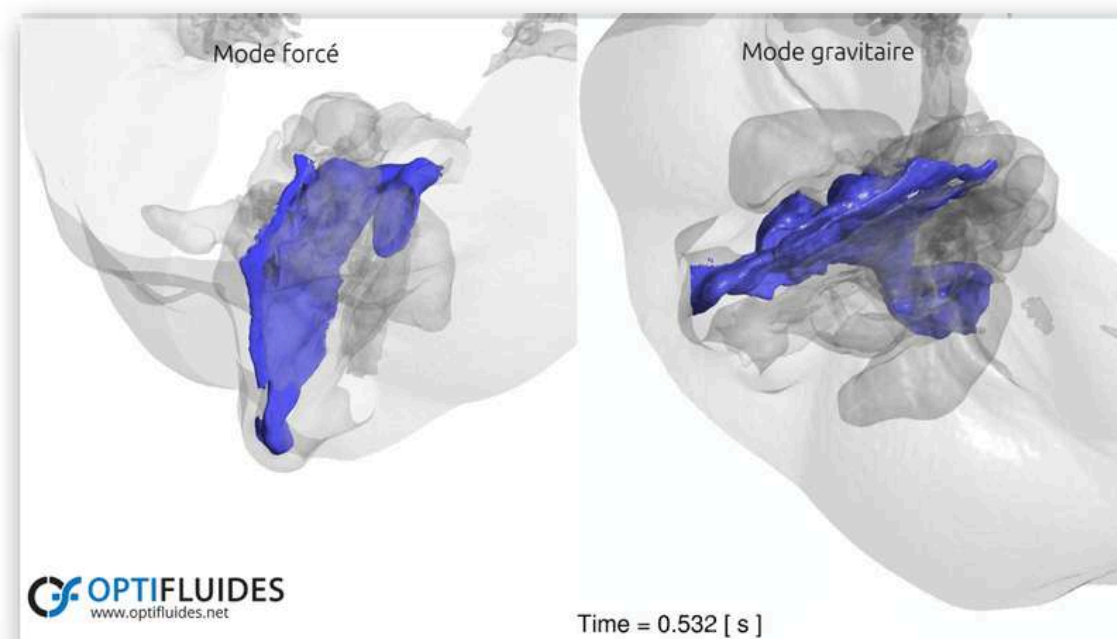 Mode forcé
Mode gravitaire
OPTIFLUIDES
www.optifluides.net
Time = 0.532 [ s ]